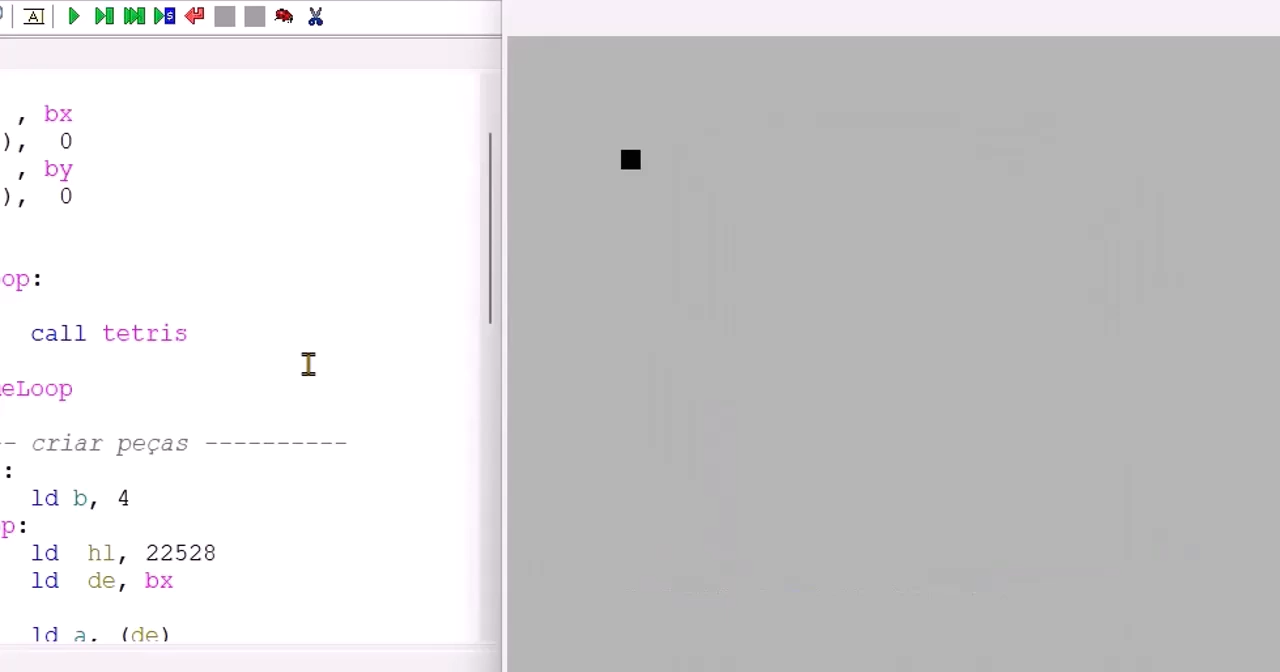 A
, bx
), 0
, by
), 0
oop:
call tetris
eLoop
-- criar peças ----------
:
ld b, 4
op:
ld hl, 22528
ld de, bx
ld a, (de)